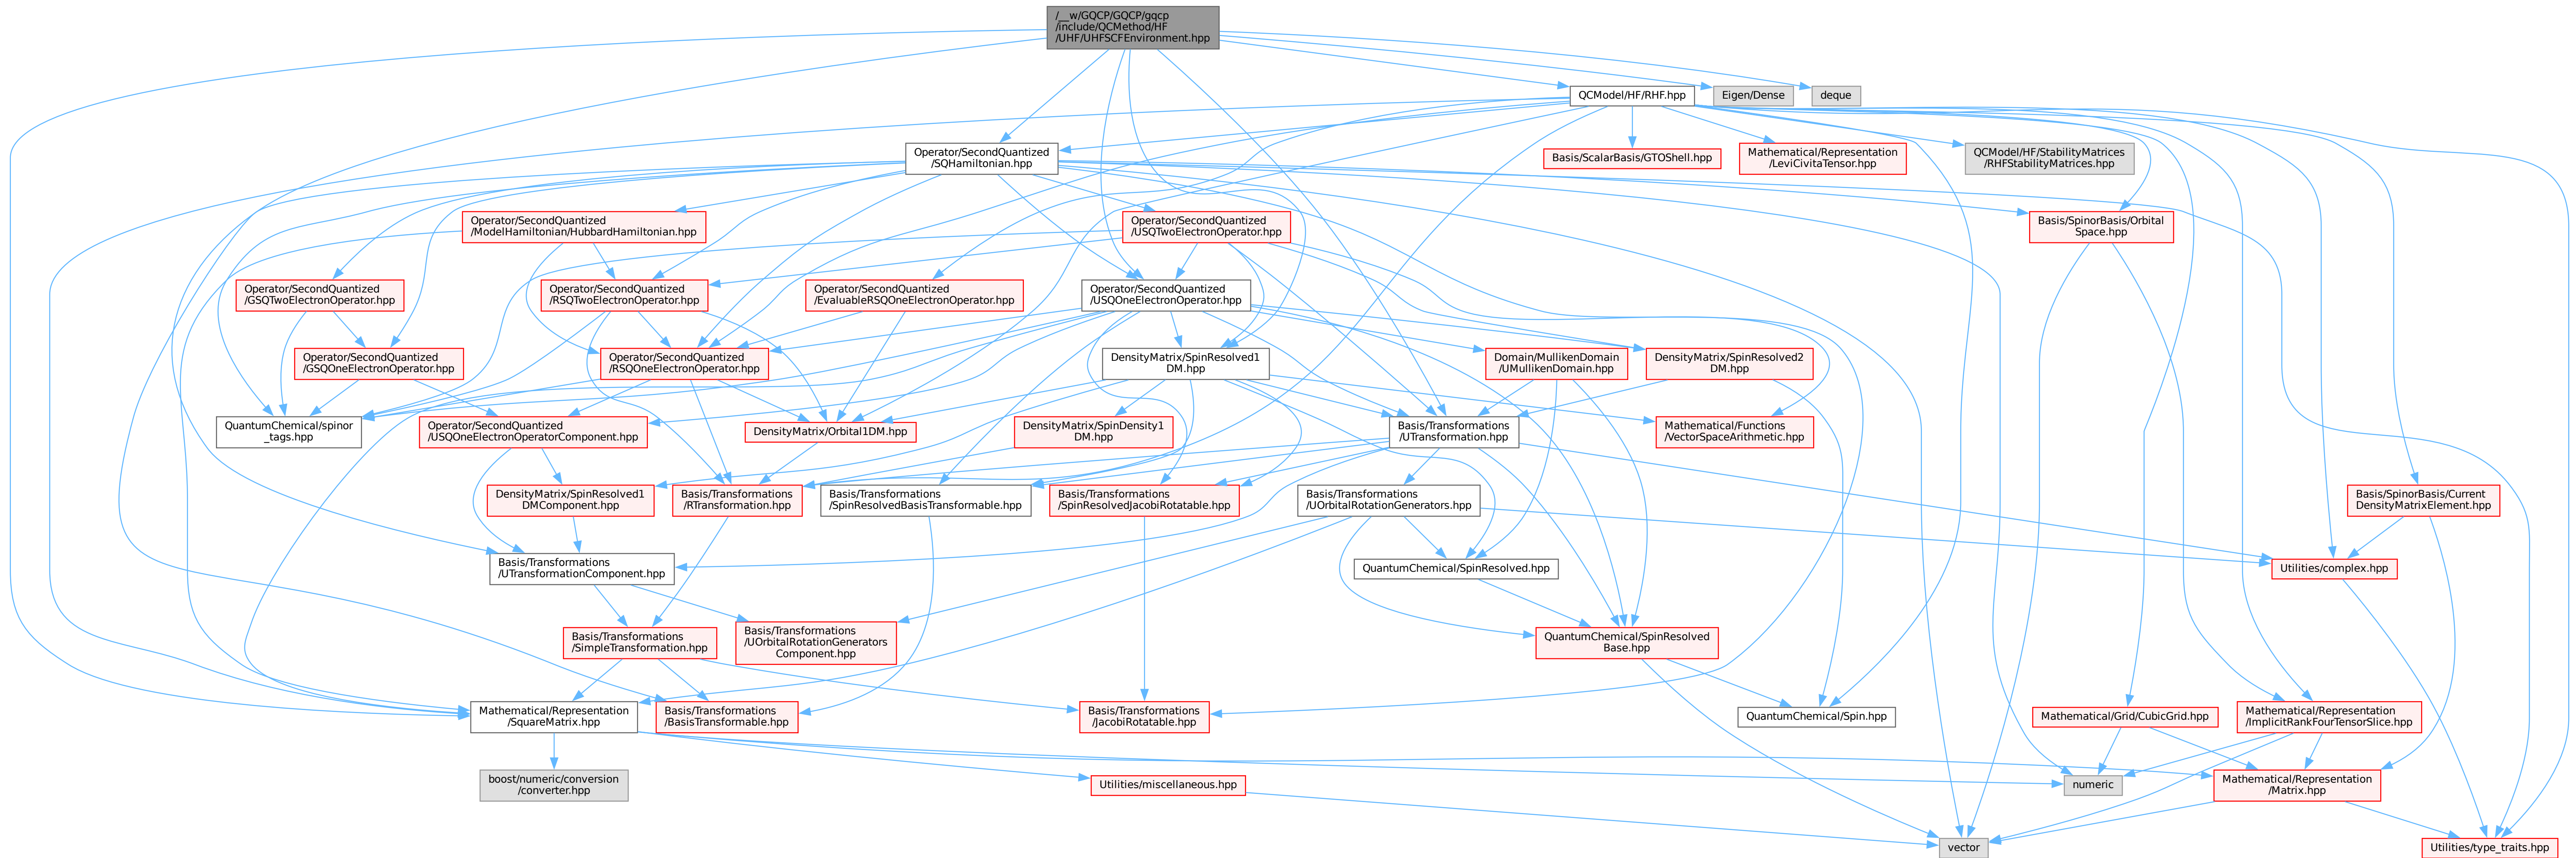 /__w/GQCP/GQCP/gqcp
/include/QCMethod/HF
/UHF/UHFSCFEnvironment.hpp
QCModel/HF/RHF.hpp
Eigen/Dense
deque
Operator/SecondQuantized
/SQHamiltonian.hpp
Basis/ScalarBasis/GTOShell.hpp
Mathematical/Representation
/LeviCivitaTensor.hpp
QCModel/HF/StabilityMatrices
/RHFStabilityMatrices.hpp
Operator/SecondQuantized
/ModelHamiltonian/HubbardHamiltonian.hpp
Operator/SecondQuantized
/USQTwoElectronOperator.hpp
Basis/SpinorBasis/Orbital
Space.hpp
Operator/SecondQuantized
/GSQTwoElectronOperator.hpp
Operator/SecondQuantized
/RSQTwoElectronOperator.hpp
Operator/SecondQuantized
/EvaluableRSQOneElectronOperator.hpp
Operator/SecondQuantized
/USQOneElectronOperator.hpp
Operator/SecondQuantized
/GSQOneElectronOperator.hpp
Operator/SecondQuantized
/RSQOneElectronOperator.hpp
DensityMatrix/SpinResolved1
DM.hpp
Domain/MullikenDomain
/UMullikenDomain.hpp
DensityMatrix/SpinResolved2
DM.hpp
QuantumChemical/spinor
_tags.hpp
Operator/SecondQuantized
/USQOneElectronOperatorComponent.hpp
DensityMatrix/Orbital1DM.hpp
DensityMatrix/SpinDensity1
DM.hpp
Basis/Transformations
/UTransformation.hpp
Mathematical/Functions
/VectorSpaceArithmetic.hpp
DensityMatrix/SpinResolved1
DMComponent.hpp
Basis/Transformations
/RTransformation.hpp
Basis/Transformations
/SpinResolvedBasisTransformable.hpp
Basis/Transformations
/SpinResolvedJacobiRotatable.hpp
Basis/Transformations
/UOrbitalRotationGenerators.hpp
Basis/SpinorBasis/Current
DensityMatrixElement.hpp
Basis/Transformations
/UTransformationComponent.hpp
QuantumChemical/SpinResolved.hpp
Utilities/complex.hpp
Basis/Transformations
/SimpleTransformation.hpp
Basis/Transformations
/UOrbitalRotationGenerators
Component.hpp
QuantumChemical/SpinResolved
Base.hpp
Mathematical/Representation
/SquareMatrix.hpp
Basis/Transformations
/BasisTransformable.hpp
Basis/Transformations
/JacobiRotatable.hpp
QuantumChemical/Spin.hpp
Mathematical/Grid/CubicGrid.hpp
Mathematical/Representation
/ImplicitRankFourTensorSlice.hpp
boost/numeric/conversion
/converter.hpp
Utilities/miscellaneous.hpp
numeric
Mathematical/Representation
/Matrix.hpp
vector
Utilities/type_traits.hpp